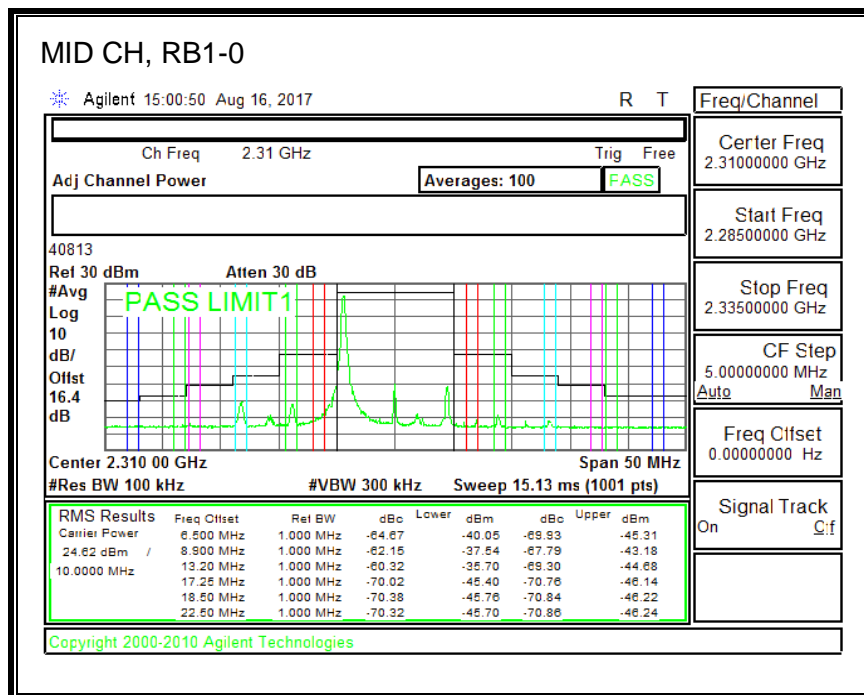 MID CH, RB1-0
Agilent 15:00:50 Aug 16, 2017 R T
Ch Freq 2.31 GHz Trig Free
Adj Channel Power Averages: 100 PASS
40813
Ref 30 dBm Atten 30 dB
#Avg
Log
10
dB/
Offst
16.4
dB
PASS LIMIT1
Center 2.310 00 GHz Span 50 MHz
#Res BW 100 kHz #VBW 300 kHz Sweep 15.13 ms (1001 pts)
RMS Results Freq Offset Ref BW dBc Lower dBm dBc Upper dBm
Carrier Power 6.500 MHz 1.000 MHz -64.67 -40.05 -69.93 -45.31
24.62 dBm / 8.900 MHz 1.000 MHz -62.15 -37.54 -67.79 -43.18
10.0000 MHz 13.20 MHz 1.000 MHz -60.32 -35.70 -69.30 -44.68
17.25 MHz 1.000 MHz -70.02 -45.40 -70.76 -46.14
18.50 MHz 1.000 MHz -70.38 -45.76 -70.84 -46.22
22.50 MHz 1.000 MHz -70.32 -45.70 -70.86 -46.24
Copyright 2000-2010 Agilent Technologies
Freq/Channel
Center Freq
2.31000000 GHz
Start Freq
2.28500000 GHz
Stop Freq
2.33500000 GHz
CF Step
5.00000000 MHz
Auto Man
Freq Offset
0.00000000 Hz
Signal Track
On Off